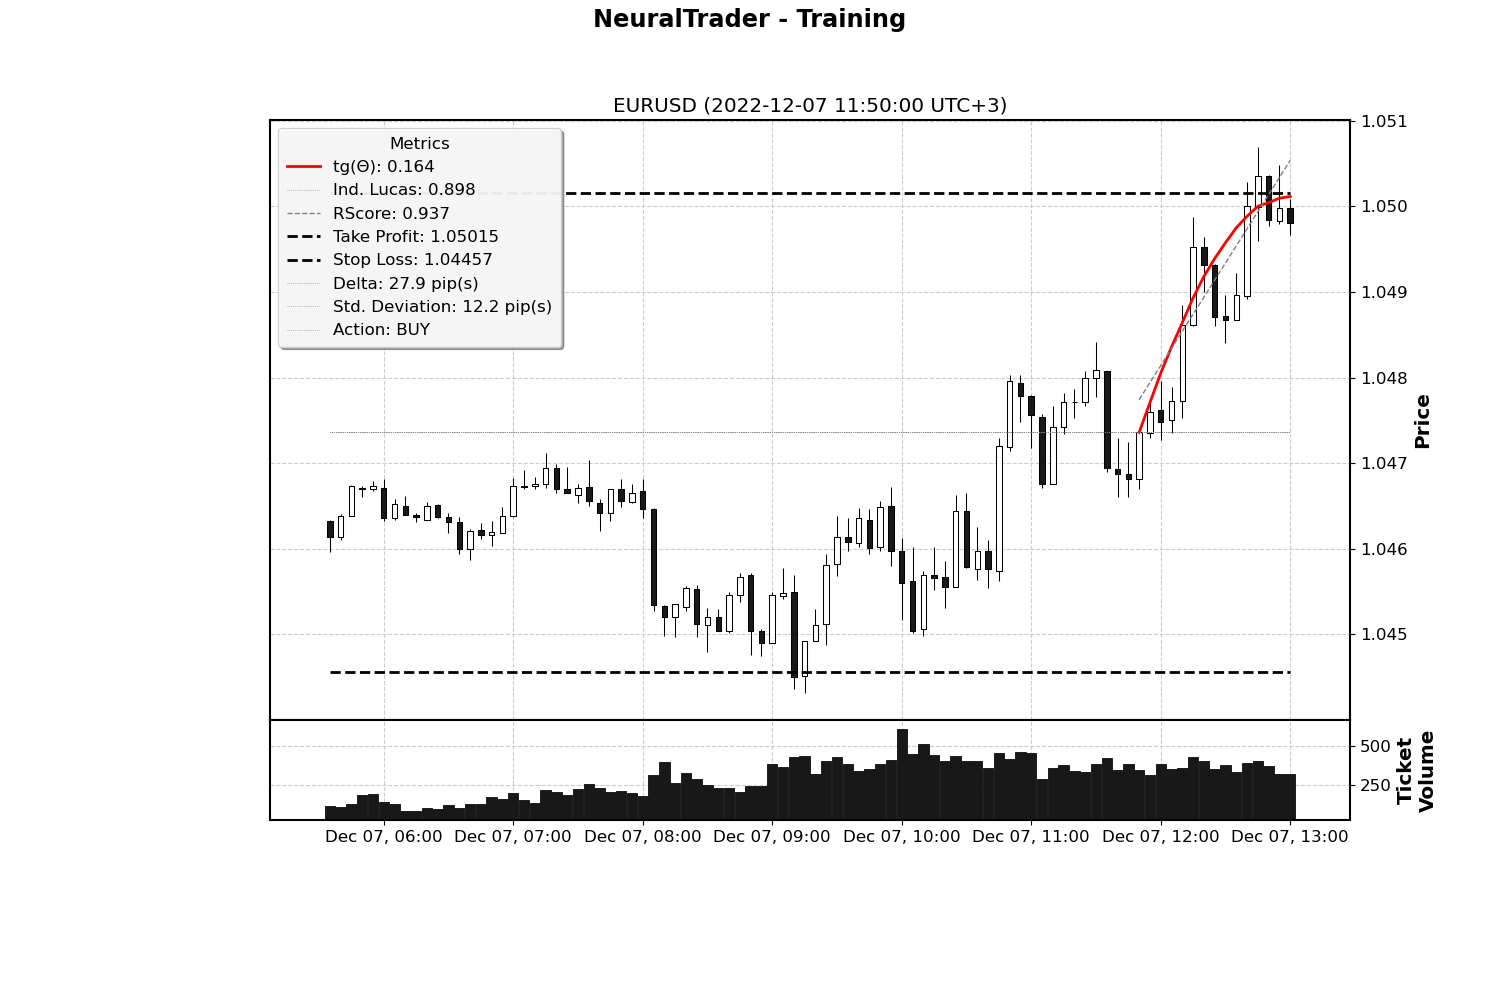 NeuralTrader - Training
EURUSD (2022-12-07 11:50:00 UTC+3)
Metrics
tg(Θ): 0.164
Ind. Lucas: 0.898
RScore: 0.937
Take Profit: 1.05015
Stop Loss: 1.04457
Delta: 27.9 pip(s)
Std. Deviation: 12.2 pip(s)
Action: BUY
1.051
1.050
1.049
1.048
1.047
1.046
1.045
Price
500
250
Ticket
Volume
Dec 07, 06:00
Dec 07, 07:00
Dec 07, 08:00
Dec 07, 09:00
Dec 07, 10:00
Dec 07, 11:00
Dec 07, 12:00
Dec 07, 13:00